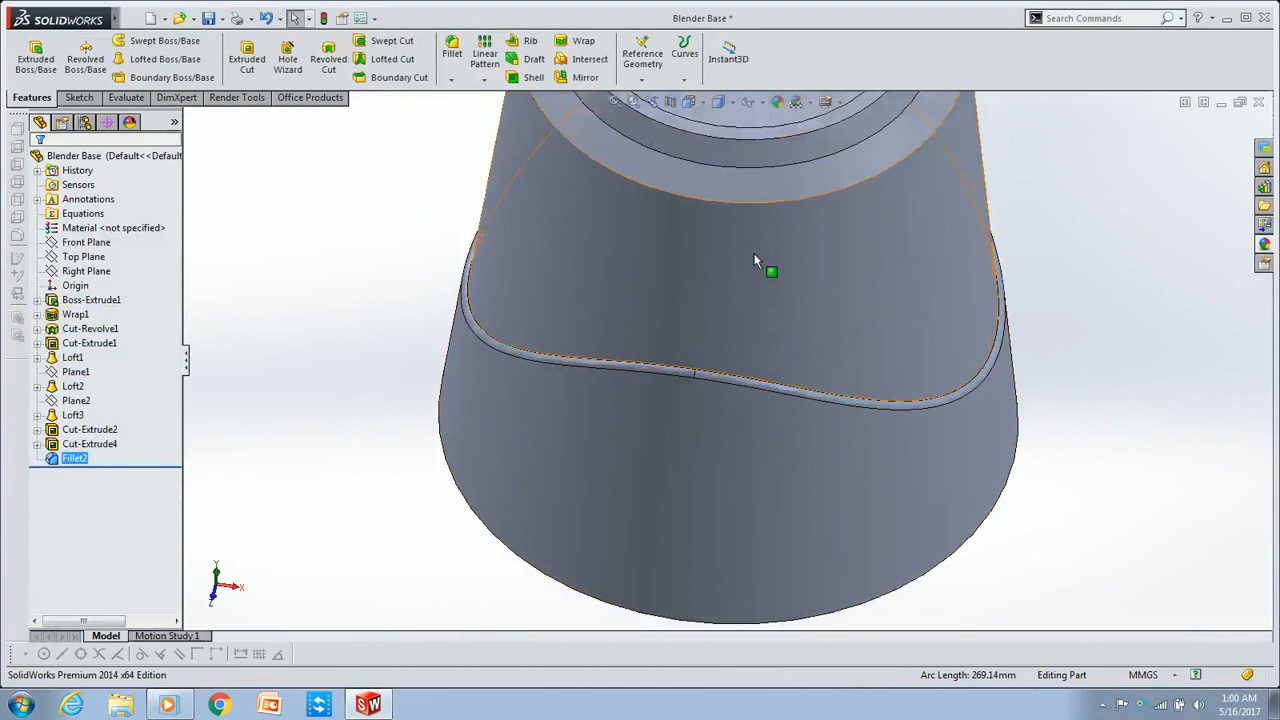 SOLIDWORKS
Blender Base *
Search Commands
Extruded Boss/Base
Revolved Boss/Base
Swept Boss/Base
Lofted Boss/Base
Boundary Boss/Base
Extruded Cut
Hole Wizard
Revolved Cut
Swept Cut
Lofted Cut
Boundary Cut
Fillet
Linear Pattern
Rib
Draft
Shell
Wrap
Intersect
Mirror
Reference Geometry
Curves
Instant3D
Features
Sketch
Evaluate
DimXpert
Render Tools
Office Products
Blender Base (Default<<Default
History
Sensors
Annotations
Equations
Material <not specified>
Front Plane
Top Plane
Right Plane
Origin
Boss-Extrude1
Wrap1
Cut-Revolve1
Cut-Extrude1
Loft1
Plane1
Loft2
Plane2
Loft3
Cut-Extrude2
Cut-Extrude4
Fillet2
Y
X
Z
Model
Motion Study 1
SolidWorks Premium 2014 x64 Edition
Arc Length: 269.14mm
Editing Part
MMGS
1:00 AM
5/16/2017